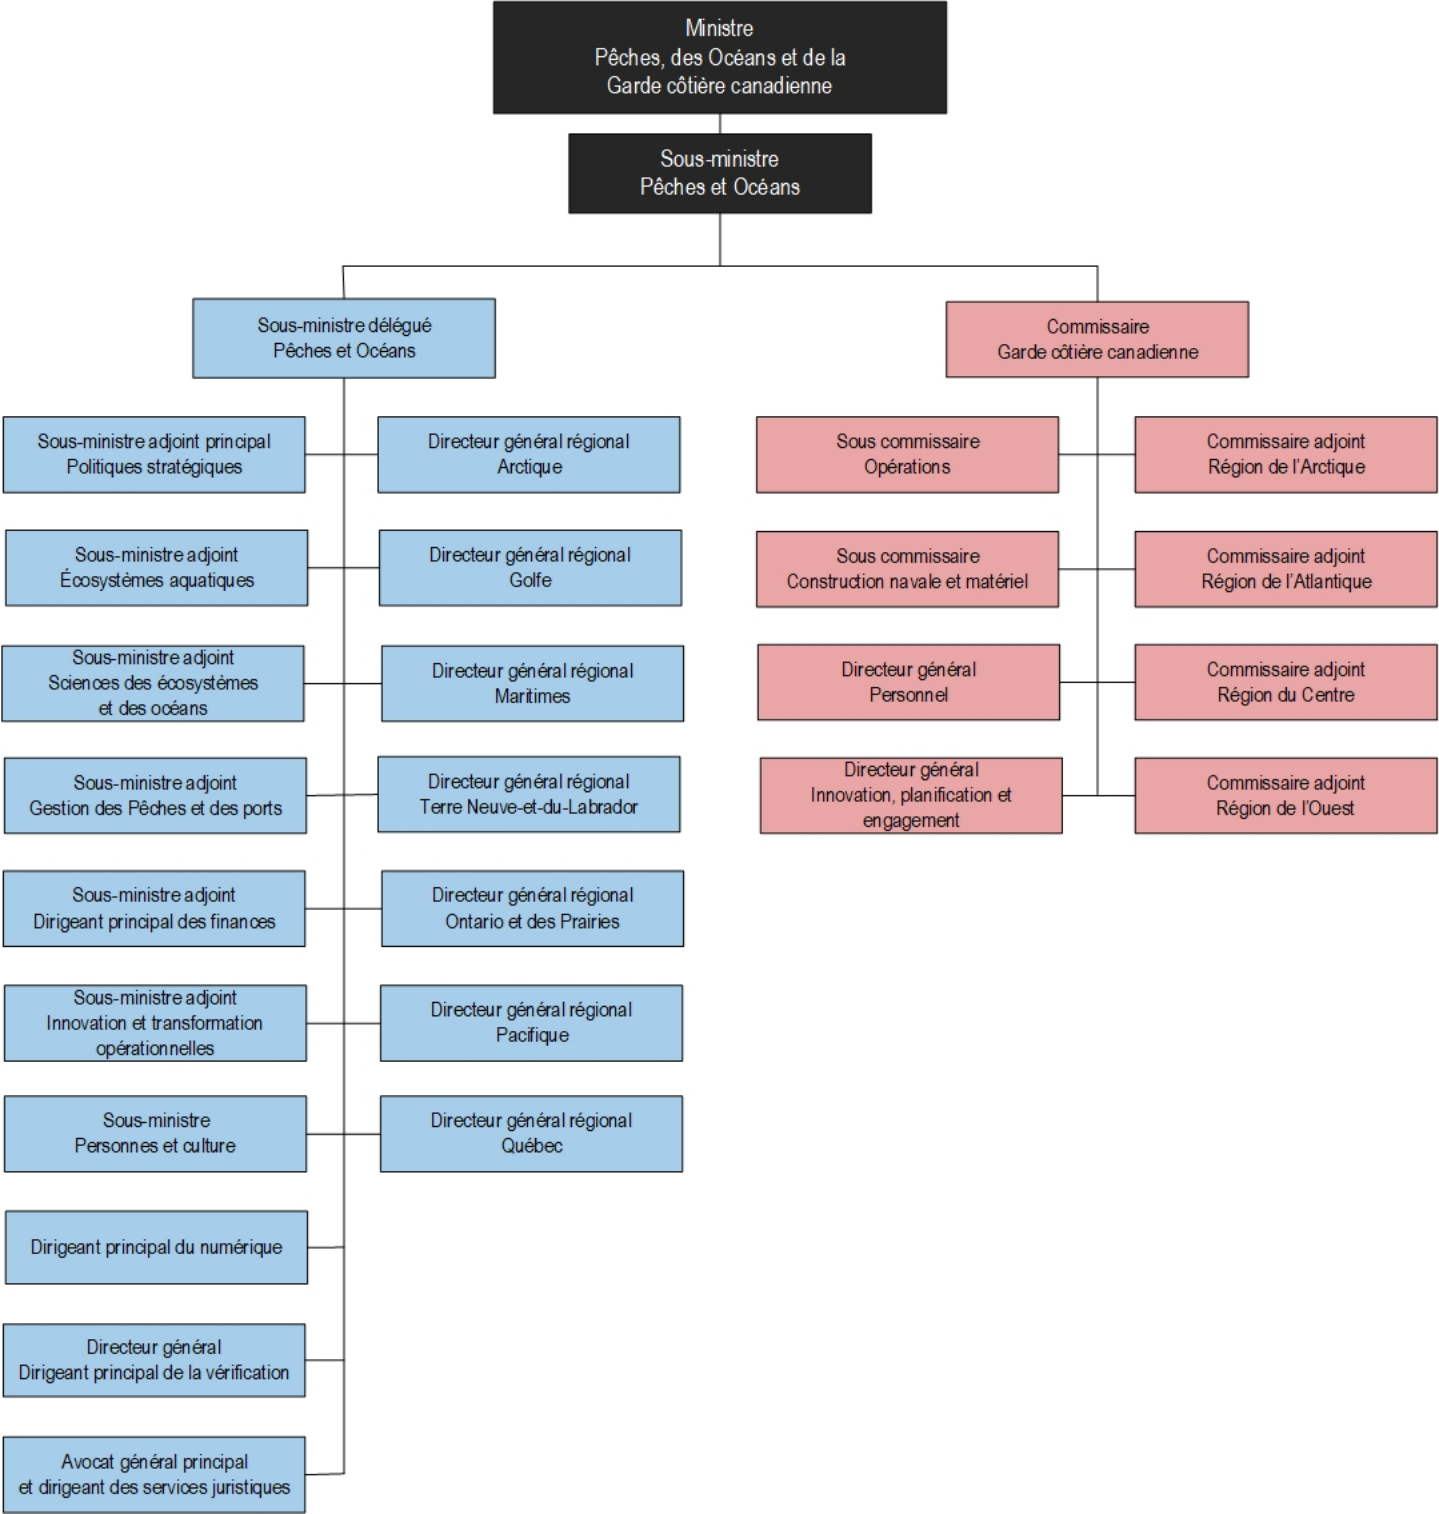 Ministre
Pêches, des Océans et de la
Garde côtière canadienne
Sous-ministre
Pêches et Océans
Sous-ministre délégué
Pêches et Océans
Commissaire
Garde côtière canadienne
Sous-ministre adjoint principal
Politiques stratégiques
Directeur général régional
Arctique
Sous commissaire
Opérations
Commissaire adjoint
Région de l'Arctique
Sous-ministre adjoint
Écosystèmes aquatiques
Directeur général régional
Golfe
Sous commissaire
Construction navale et matériel
Commissaire adjoint
Région de l'Atlantique
Sous-ministre adjoint
Sciences des écosystèmes
et des océans
Directeur général régional
Maritimes
Directeur général
Personnel
Commissaire adjoint
Région du Centre
Sous-ministre adjoint
Gestion des Pêches et des ports
Directeur général régional
Terre Neuve-et-du-Labrador
Directeur général
Innovation, planification et
engagement
Commissaire adjoint
Région de l'Ouest
Sous-ministre adjoint
Dirigeant principal des finances
Directeur général régional
Ontario et des Prairies
Sous-ministre adjoint
Innovation et transformation
opérationnelles
Directeur général régional
Pacifique
Sous-ministre
Personnes et culture
Directeur général régional
Québec
Dirigeant principal du numérique
Directeur général
Dirigeant principal de la vérification
Avocat général principal
et dirigeant des services juristiques